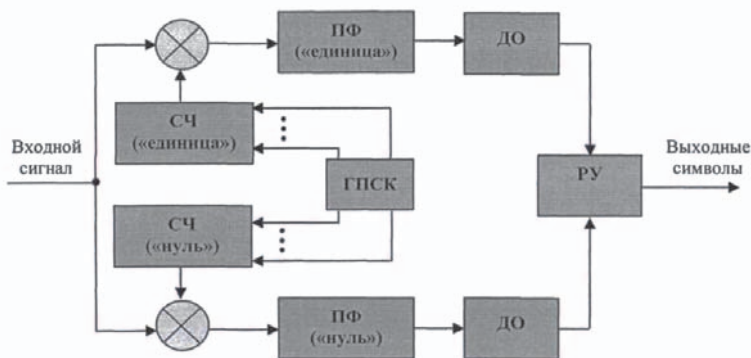 ПФ
(«единица»)
ДО
СЧ
(«единица»)
Входной
сигнал
ГПСК
РУ
Выходные
символы
СЧ
(«нуль»)
ПФ
(«нуль»)
ДО